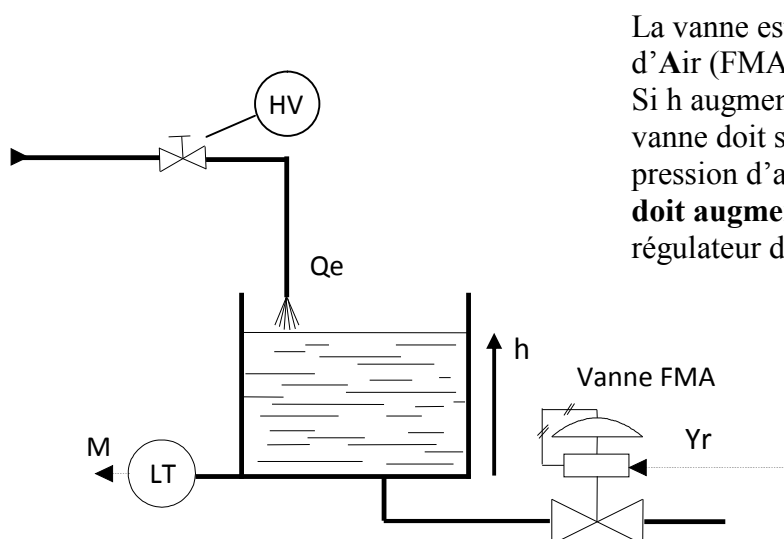 La vanne es
d'Air (FMA
Si h augmen
vanne doit s
pression d'a
doit augme
régulateur d
HV
Qe
h
Vanne FMA
Yr
M
LT